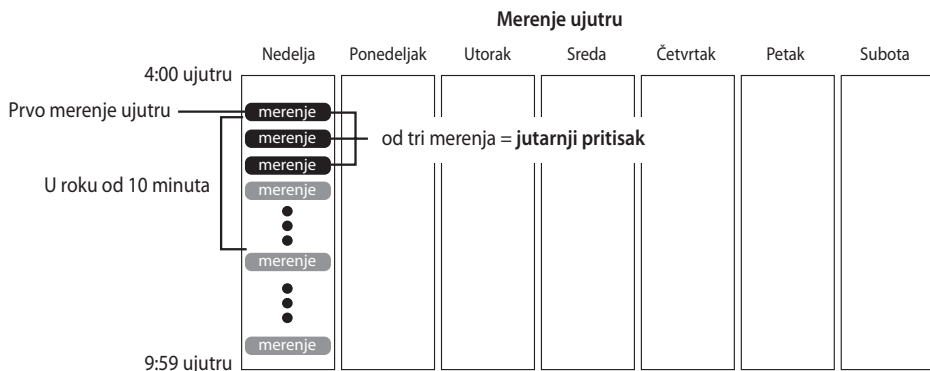 Merenje ujutru
Nedelja Ponedeljak Utorak Sreda Četvrtak Petak Subota
4:00 ujutru
Prvo merenje ujutru
merenje
merenje
od tri merenja = jutarnji pritisak
merenje
U roku od 10 minuta
merenje
merenje
merenje
9:59 ujutru